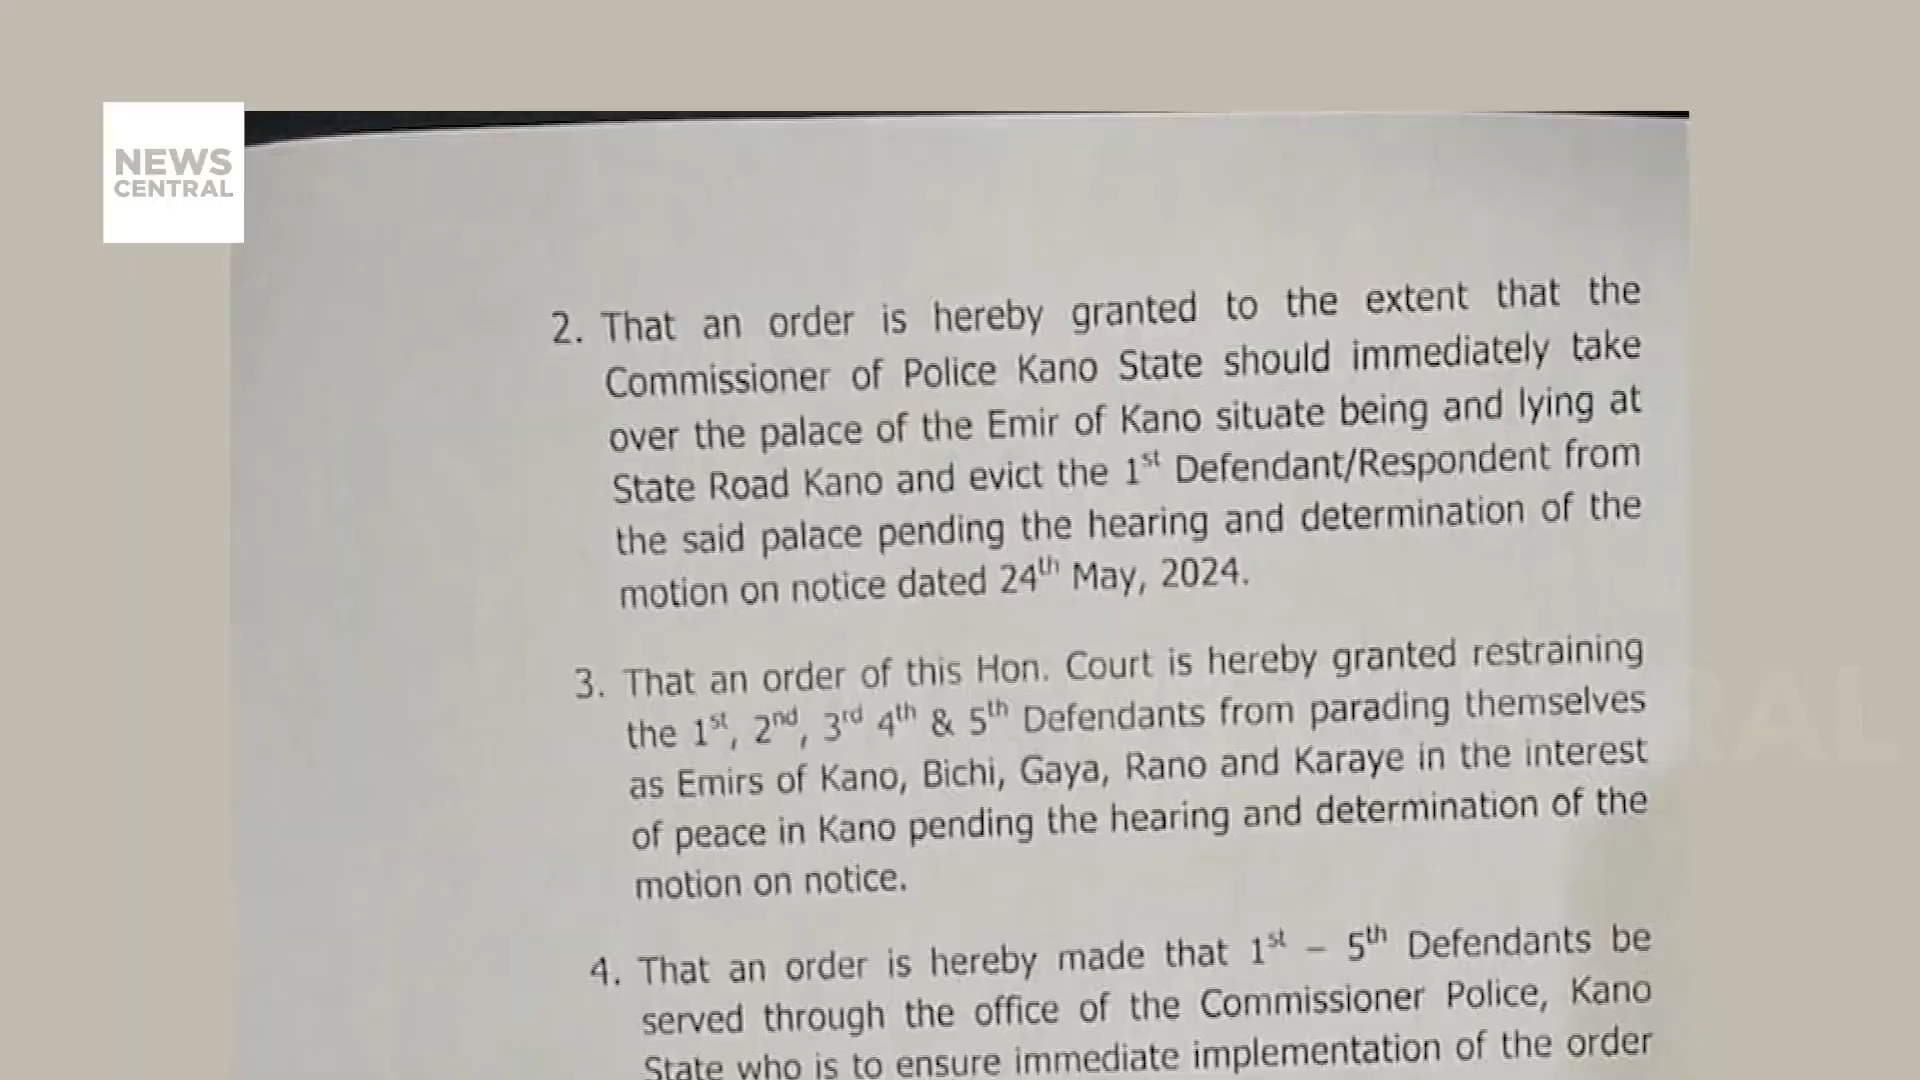 NEWS
CENTRAL
2. That an order is hereby granted to the extent that the
Commissioner of Police Kano State should immediately take
over the palace of the Emir of Kano situate being and lying at
State Road Kano and evict the 1st Defendant/Respondent from
the said palace pending the hearing and determination of the
motion on notice dated 24th May, 2024.
3. That an order of this Hon. Court is hereby granted restraining
the 1st, 2nd, 3rd 4th & 5th Defendants from parading themselves
as Emirs of Kano, Bichi, Gaya, Rano and Karaye in the interest
of peace in Kano pending the hearing and determination of the
motion on notice.
4. That an order is hereby made that 1st – 5th Defendants be
served through the office of the Commissioner Police, Kano
State who is to ensure immediate implementation of the order